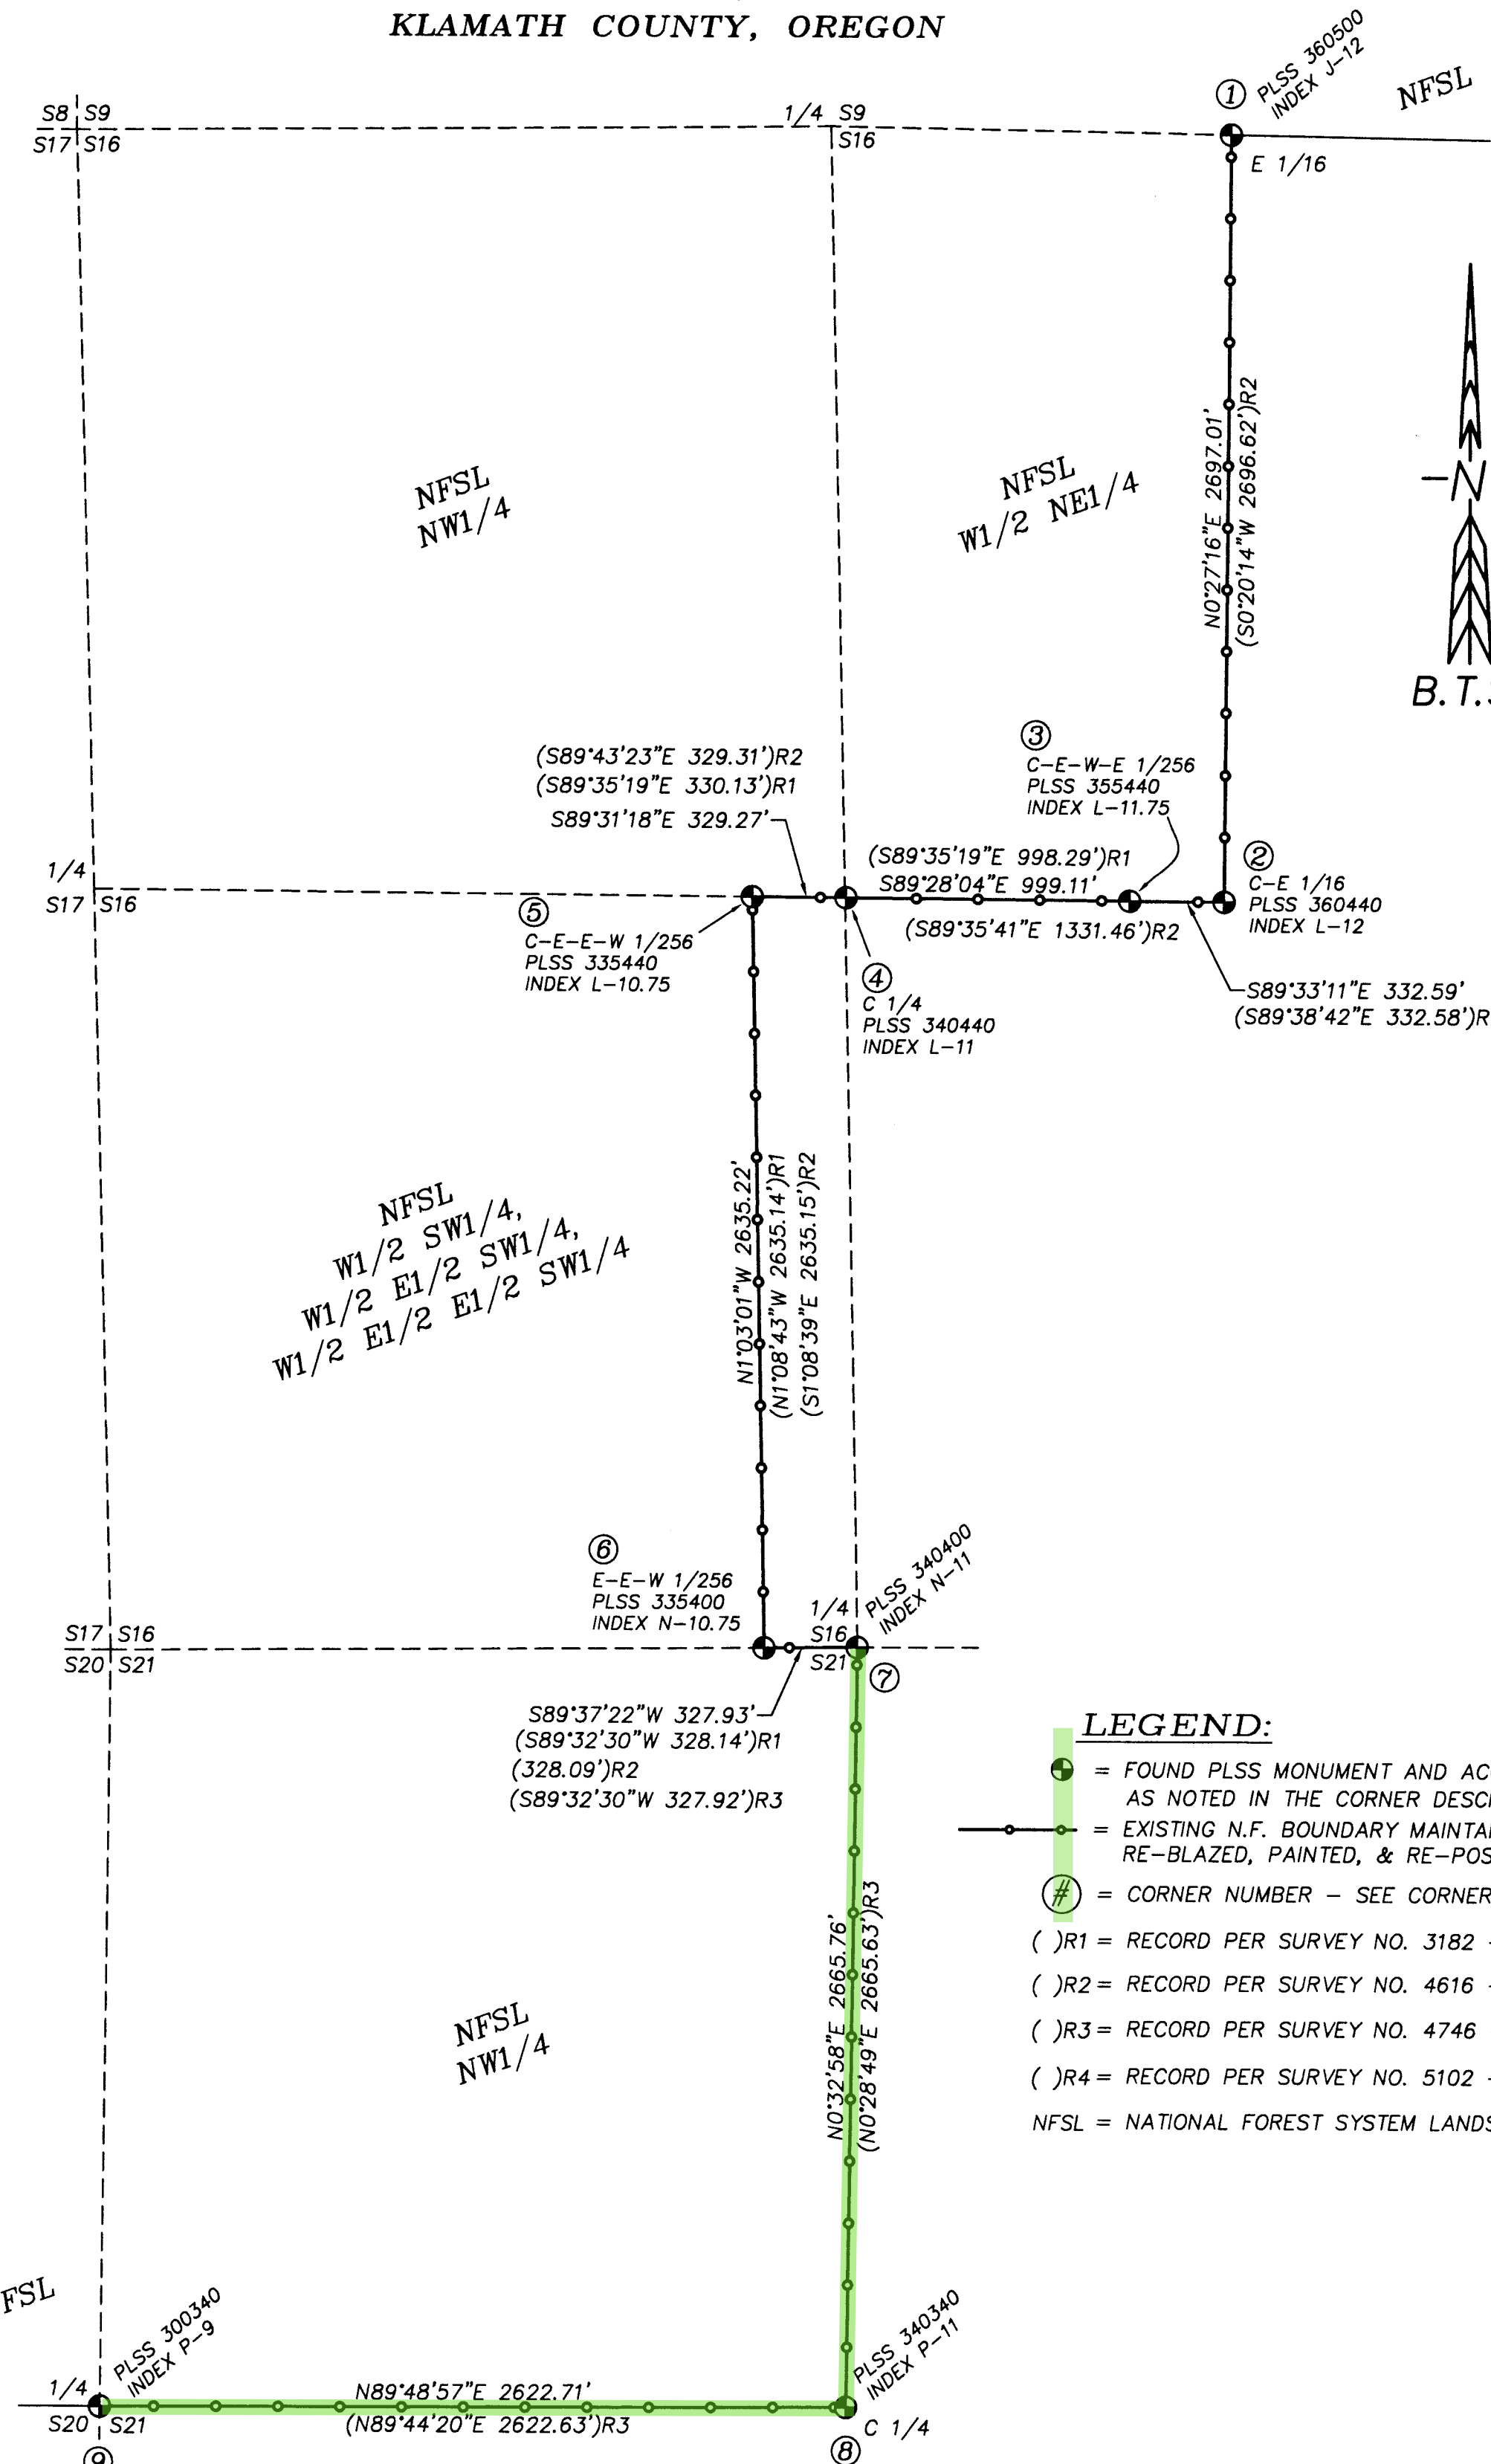 KLAMATH COUNTY, OREGON
PLSS 360500
INDEX J-12
NFSL
①
S8 S9
S17 S16
1/4 S9
S16
E 1/16
NFSL
NW1/4
NFSL
W1/2 NE1/4
N0°27'16"E 2697.01'
(S0°20'14"W 2696.62')R2
N
(S89°43'23"E 329.31')R2
(S89°35'19"E 330.13')R1
S89°31'18"E 329.27'
③
C-E-W-E 1/256
PLSS 355440
INDEX L-11.75
(S89°35'19"E 998.29')R1
S89°28'04"E 999.11'
(S89°35'41"E 1331.46')R2
②
C-E 1/16
PLSS 360440
INDEX L-12
1/4
S17 S16
⑤
C-E-E-W 1/256
PLSS 335440
INDEX L-10.75
④
C 1/4
PLSS 340440
INDEX L-11
S89°33'11"E 332.59'
(S89°38'42"E 332.58')R
NFSL
W1/2 SW1/4,
W1/2 E1/2 SW1/4,
W1/2 E1/2 E1/2 SW1/4
N1°03'01"W 2635.22'
(N1°08'43"W 2635.14')R1
(S1°08'39"E 2635.15')R2
⑥
E-E-W 1/256
PLSS 335400
INDEX N-10.75
PLSS 340400
INDEX N-11
1/4
S16
S21
⑦
S17 S16
S20 S21
S89°37'22"W 327.93'
(S89°32'30"W 328.14')R1
(328.09')R2
(S89°32'30"W 327.92')R3
LEGEND:
= FOUND PLSS MONUMENT AND
AS NOTED IN THE CORNER
= EXISTING N.F. BOUNDARY
RE-BLAZED, PAINTED, &
# = CORNER NUMBER - SEE CORNER
( )R1 = RECORD PER SURVEY NO. 3182 -
( )R2 = RECORD PER SURVEY NO. 4616 -
( )R3 = RECORD PER SURVEY NO. 4746
( )R4 = RECORD PER SURVEY NO. 5102 -
NFSL = NATIONAL FOREST SYSTEM LANDS
N0°32'58"E 2665.76'
(N0°28'49"E 2665.63')R3
NFSL
NW1/4
FSL
PLSS 300340
INDEX P-9
1/4
S20 S21
⑨
N89°48'57"E 2622.71'
(N89°44'20"E 2622.63')R3
PLSS 340340
INDEX P-11
C 1/4
⑧